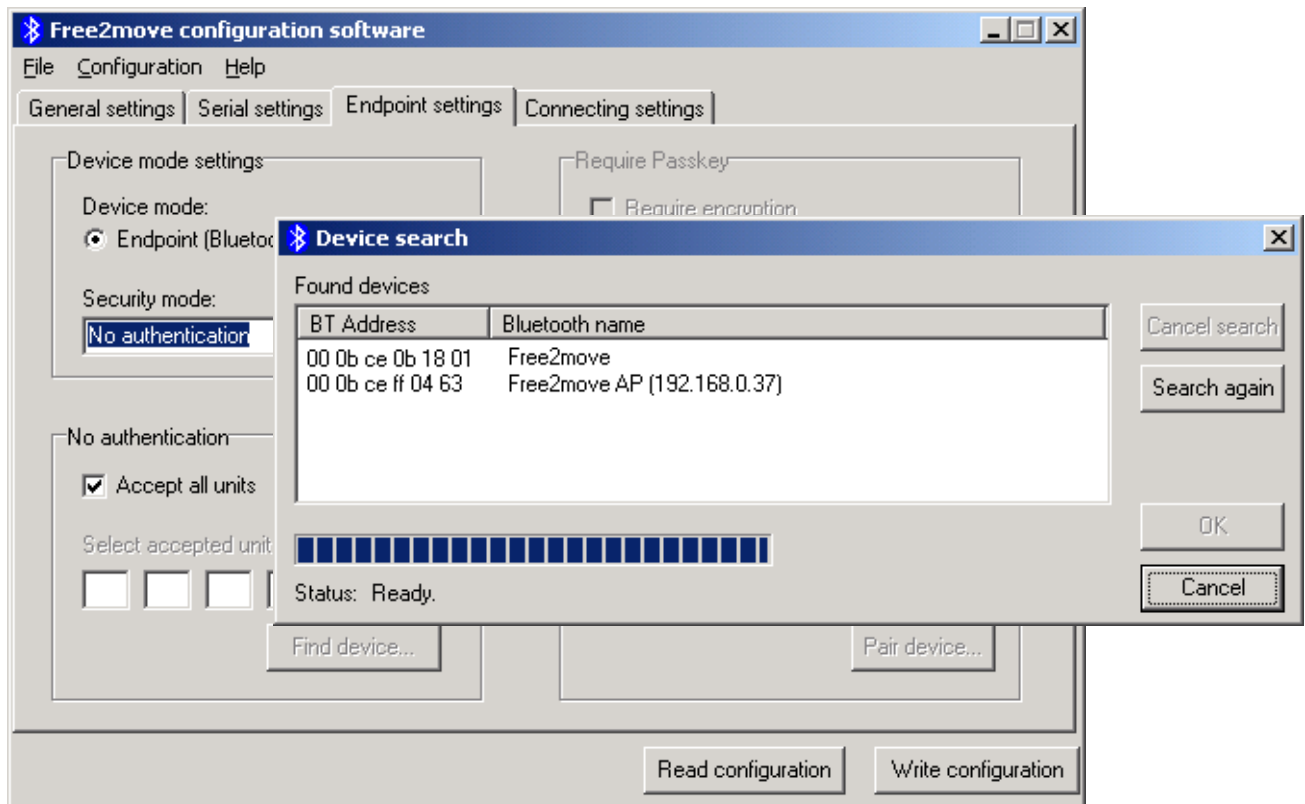 Free2move configuration software
File Configuration Help
General settings Serial settings Endpoint settings Connecting settings
Device mode settings
Device mode:
Endpoint (Bluetoo
Security mode:
No authentication
Require Passkey
Require encryption
No authentication
Accept all units
Select accepted unit
Find device...
Pair device...
Read configuration Write configuration
Device search
Found devices
BT Address Bluetooth name
00 0b ce 0b 18 01 Free2move
00 0b ce ff 04 63 Free2move AP (192.168.0.37)
Status: Ready.
Cancel search
Search again
OK
Cancel